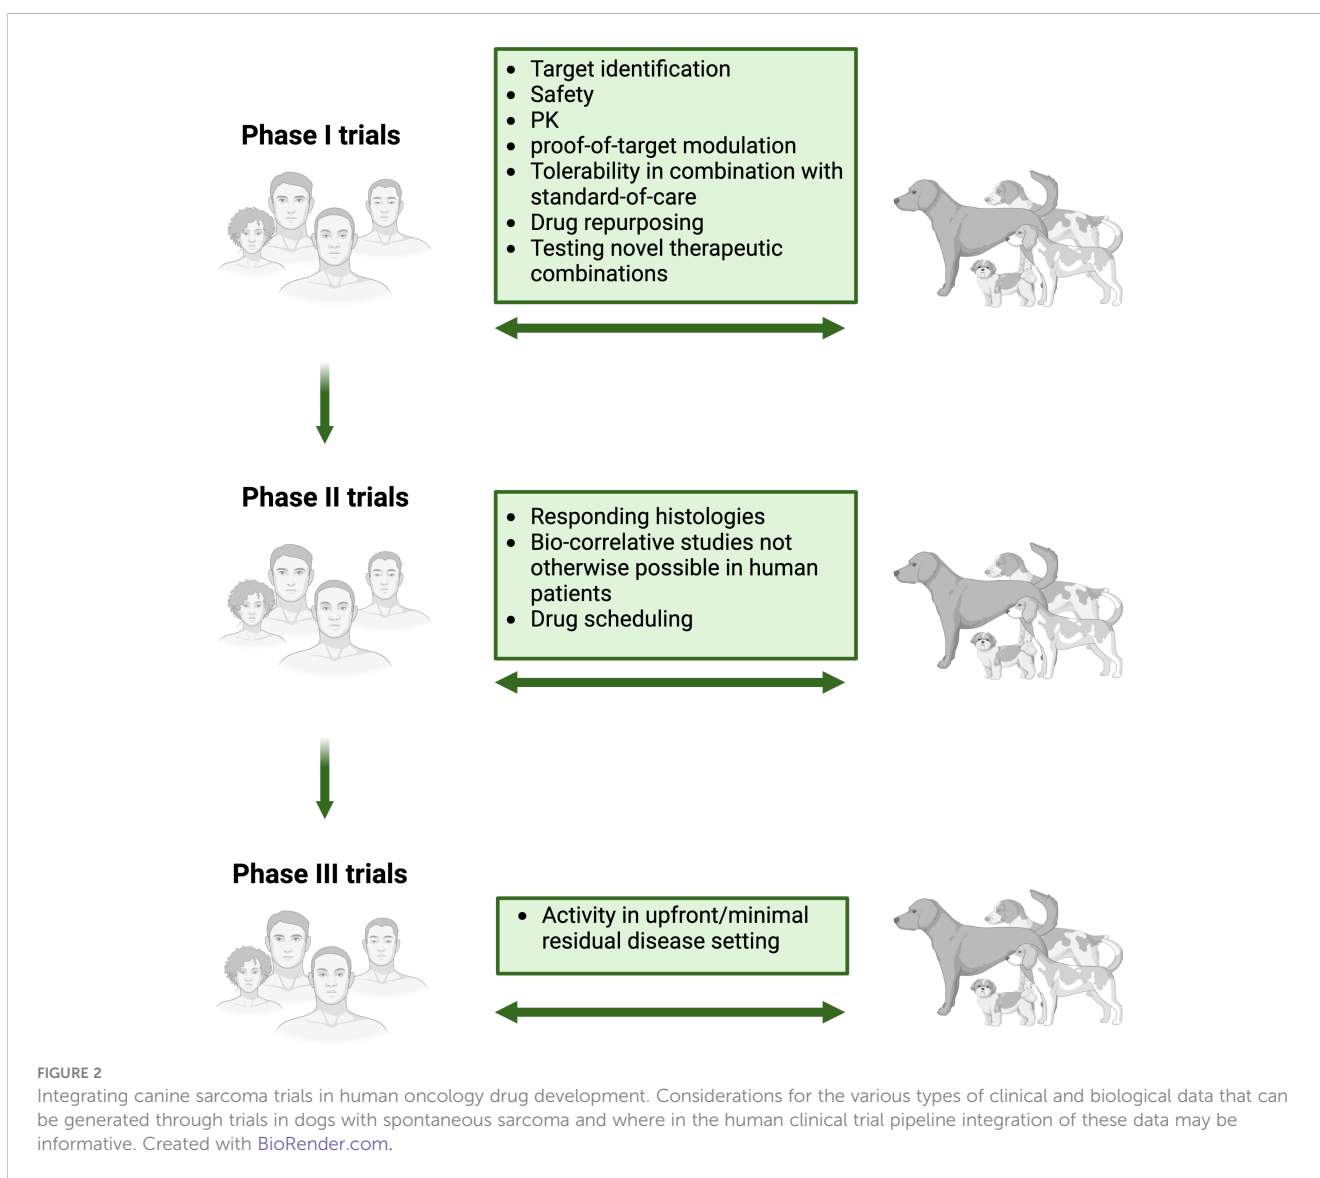 Phase I trials
• Target identification
• Safety
• PK
• proof-of-target modulation
• Tolerability in combination with
standard-of-care
• Drug repurposing
• Testing novel therapeutic
combinations
Phase II trials
• Responding histologies
• Bio-correlative studies not
otherwise possible in human
patients
• Drug scheduling
Phase III trials
• Activity in upfront/minimal
residual disease setting
FIGURE 2
Integrating canine sarcoma trials in human oncology drug development. Considerations for the various types of clinical and biological data that can
be generated through trials in dogs with spontaneous sarcoma and where in the human clinical trial pipeline integration of these data may be
informative. Created with BioRender.com.